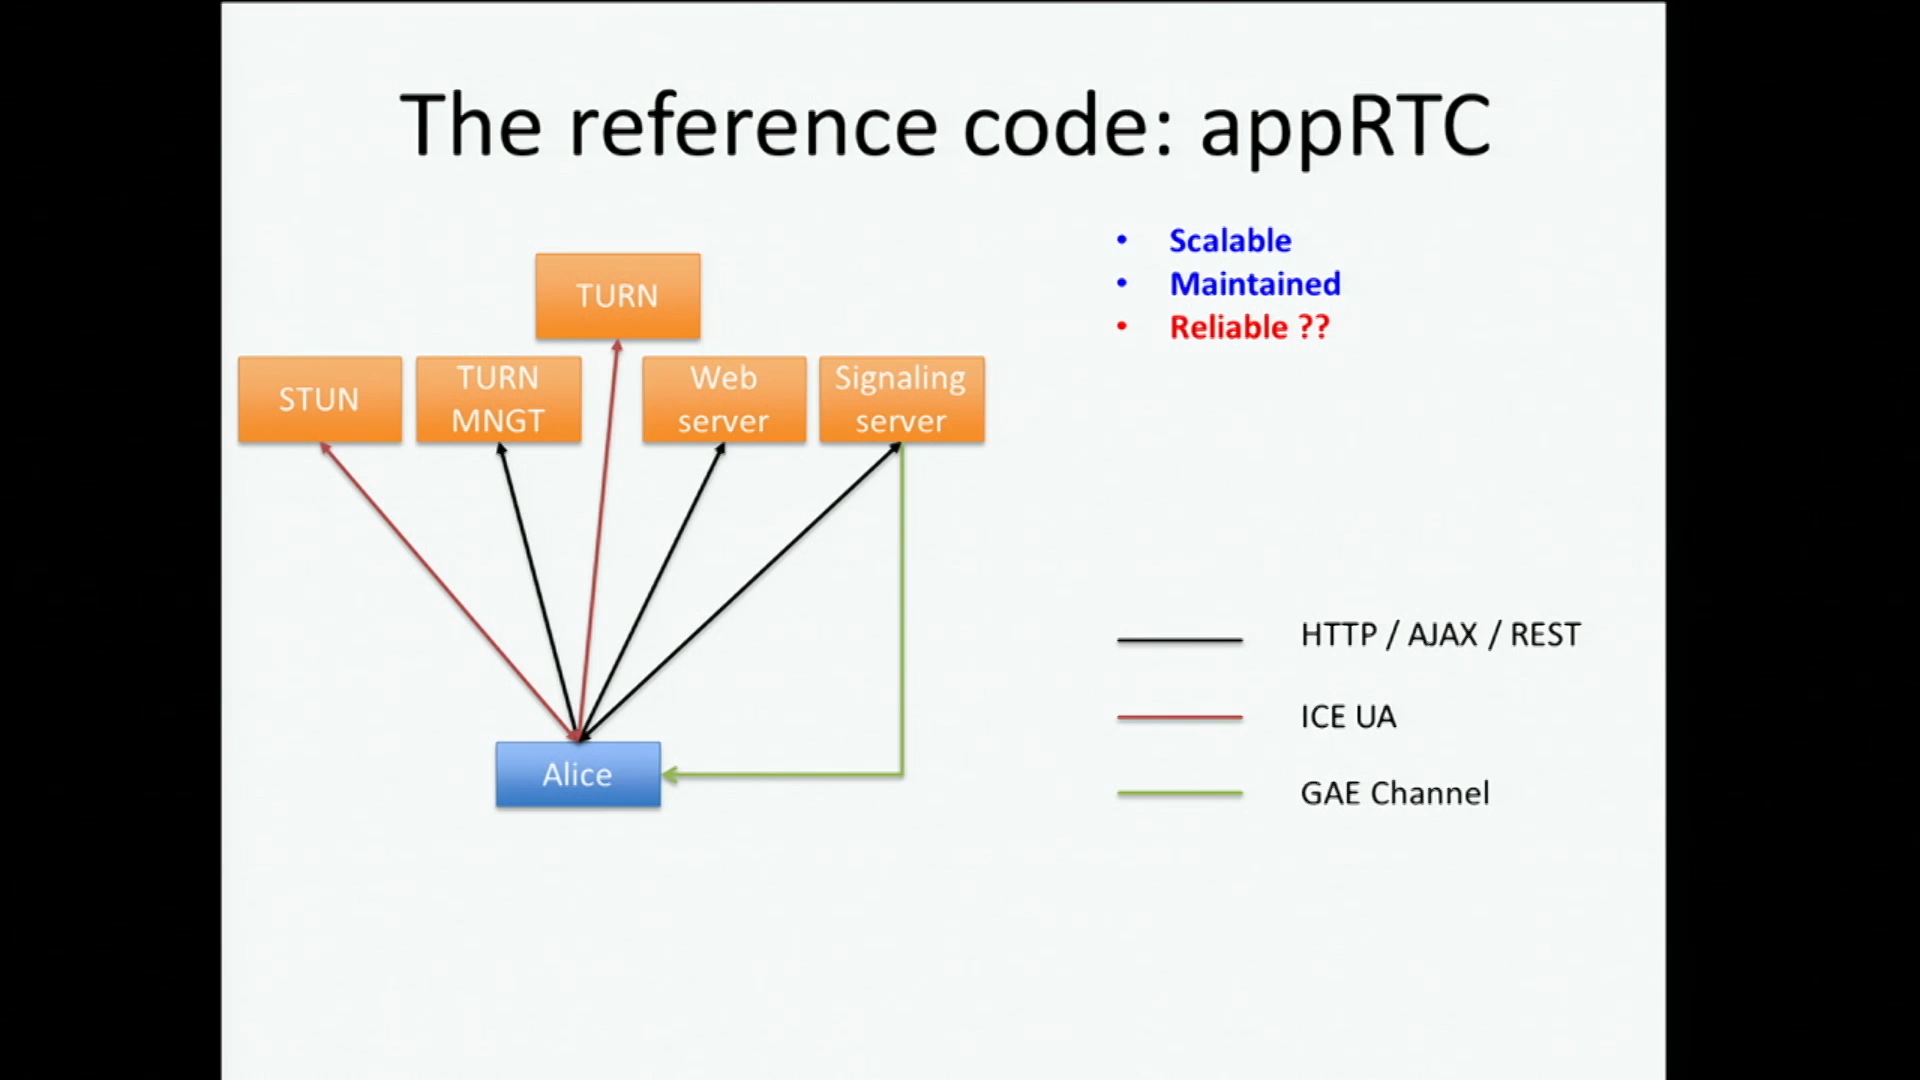 The reference code: appRTC
• Scalable
• Maintained
• Reliable ??
TURN
STUN
TURN
MNGT
Web
server
Signaling
server
Alice
HTTP / AJAX / REST
ICE UA
GAE Channel